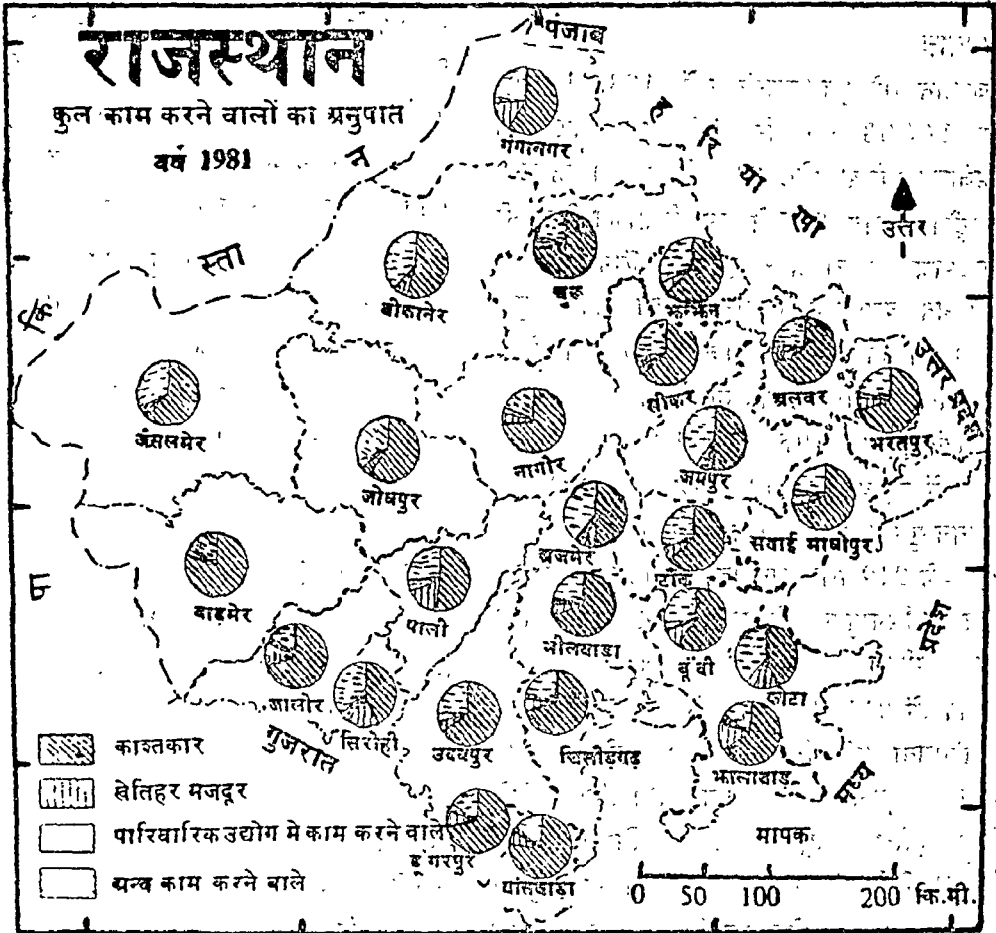 राजस्थान
कुल काम करने वालों का अनुपात
वर्ष 1981
पंजाब
हरियाणा
उत्तर
उत्तर प्रदेश
मध्य प्रदेश
गुजरात
पाकिस्तान
गंगानगर
बीकानेर
चुरू
झुन्झुनू
सीकर
अलवर
भरतपुर
जैसलमेर
जोधपुर
नागोर
जयपुर
सवाई माधोपुर
अजमेर
टोंक
बाड़मेर
पाली
भीलवाडा
बूंदी
कोटा
जालोर
सिरोही
उदयपुर
चित्तौड़गढ़
झालावाड़
डूंगरपुर
बांसवाड़ा
काश्तकार
खेतिहर मजदूर
पारिवारिक उद्योग मे काम करने वाले
अन्य काम करने वाले
मापक
0 50 100 200 कि.मी.